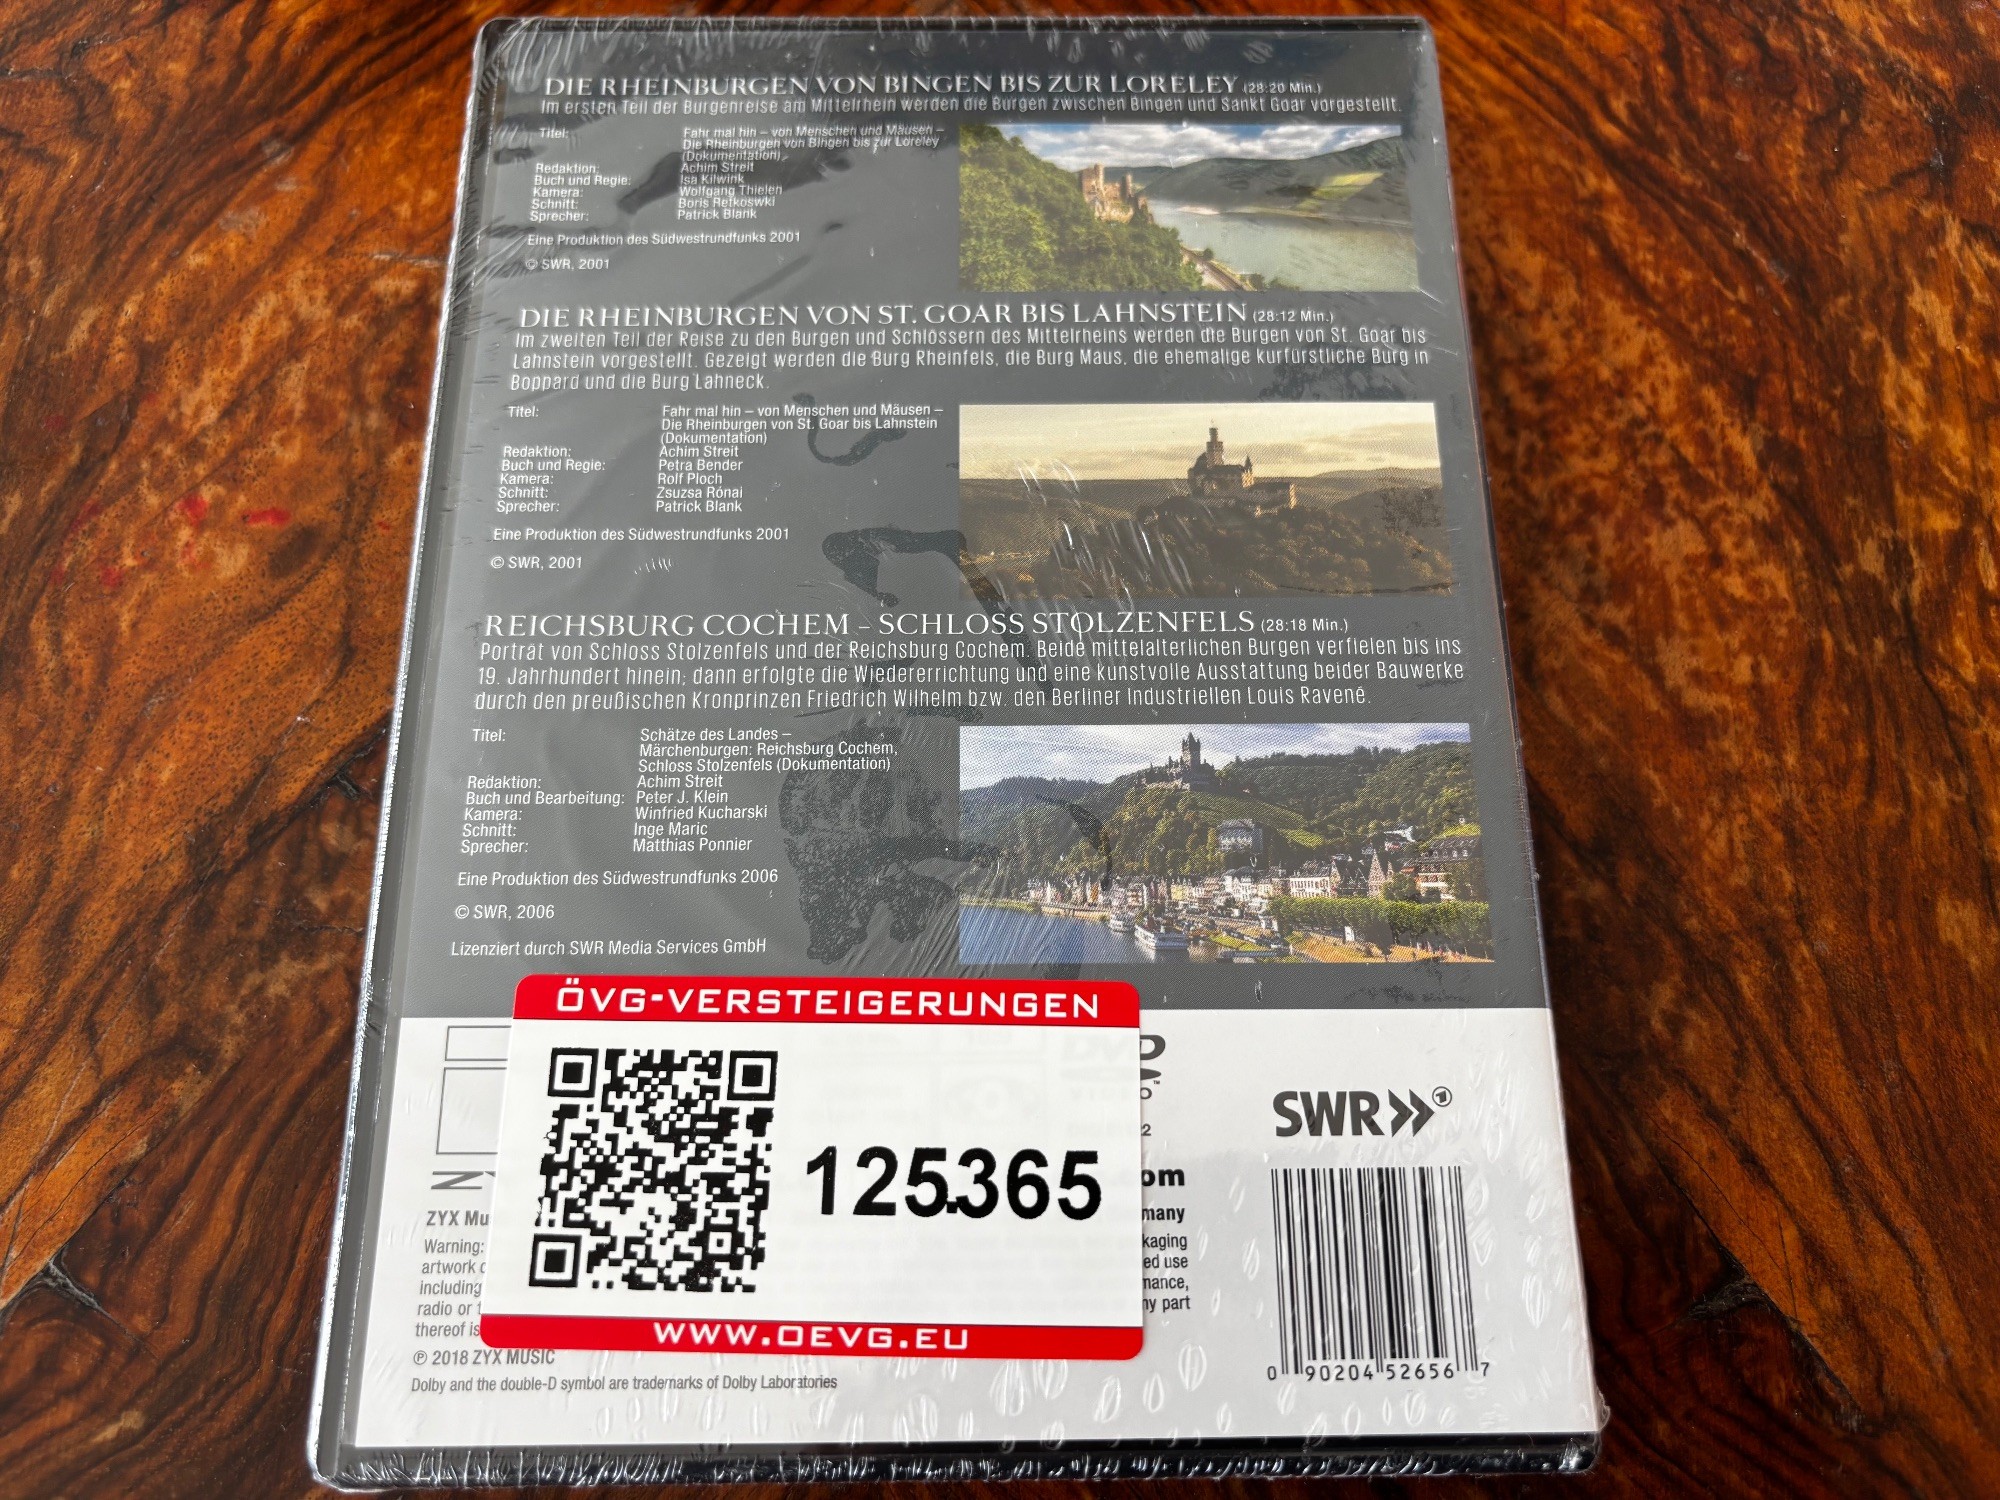 DIE RHEINBURGEN VON BINGEN BIS ZUR LORELEY (28:20 Min.)
Im ersten Teil der Burgenreise am Mittelrhein werden die Burgen zwischen Bingen und Sankt Goar vorgestellt.
Titel: Fahr mal hin – von Menschen und Mäusen –
Die Rheinburgen von Bingen bis zur Loreley
(Dokumentation)
Redaktion: Achim Streit
Buch und Regie: Isa Kilwink
Kamera: Wolfgang Thielen
Schnitt: Boris Retkoswki
Sprecher: Patrick Blank
Eine Produktion des Südwestrundfunks 2001
© SWR, 2001
DIE RHEINBURGEN VON ST. GOAR BIS LAHNSTEIN (28:12 Min.)
Im zweiten Teil der Reise zu den Burgen und Schlössern des Mittelrheins werden die Burgen von St. Goar bis
Lahnstein vorgestellt. Gezeigt werden die Burg Rheinfels, die Burg Maus, die ehemalige kurfürstliche Burg in
Boppard und die Burg Lahneck.
Titel: Fahr mal hin – von Menschen und Mäusen –
Die Rheinburgen von St. Goar bis Lahnstein
(Dokumentation)
Redaktion: Achim Streit
Buch und Regie: Petra Bender
Kamera: Rolf Ploch
Schnitt: Zsuzsa Rónai
Sprecher: Patrick Blank
Eine Produktion des Südwestrundfunks 2001
© SWR, 2001
REICHSBURG COCHEM – SCHLOSS STOLZENFELS (28:18 Min.)
Porträt von Schloss Stolzenfels und der Reichsburg Cochem. Beide mittelalterlichen Burgen verfielen bis ins
19. Jahrhundert hinein; dann erfolgte die Wiedererrichtung und eine kunstvolle Ausstattung beider Bauwerke
durch den preußischen Kronprinzen Friedrich Wilhelm bzw. den Berliner Industriellen Louis Ravené.
Titel: Schätze des Landes –
Märchenburgen: Reichsburg Cochem,
Schloss Stolzenfels (Dokumentation)
Redaktion: Achim Streit
Buch und Bearbeitung: Peter J. Klein
Kamera: Winfried Kucharski
Schnitt: Inge Maric
Sprecher: Matthias Ponnier
Eine Produktion des Südwestrundfunks 2006
© SWR, 2006
Lizenziert durch SWR Media Services GmbH
ÖVG-VERSTEIGERUNGEN
125.365
WWW.OEVG.EU
SWR
ZYX Mu
many
Warning: kaging
artwork ed use
including mance,
radio or ny part
thereof is
℗ 2018 ZYX MUSIC
Dolby and the double-D symbol are trademarks of Dolby Laboratories
0 90204 52656 7